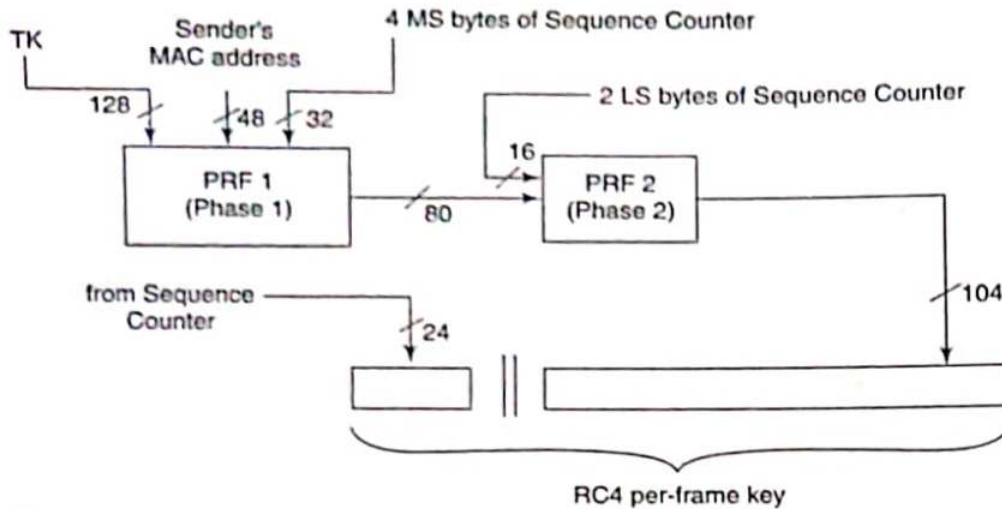 4 MS bytes of Sequence Counter
TK
Sender's
MAC address
2 LS bytes of Sequence Counter
128
48
32
16
PRF 1
(Phase 1)
PRF 2
(Phase 2)
80
from Sequence
Counter
24
104
||
RC4 per-frame key